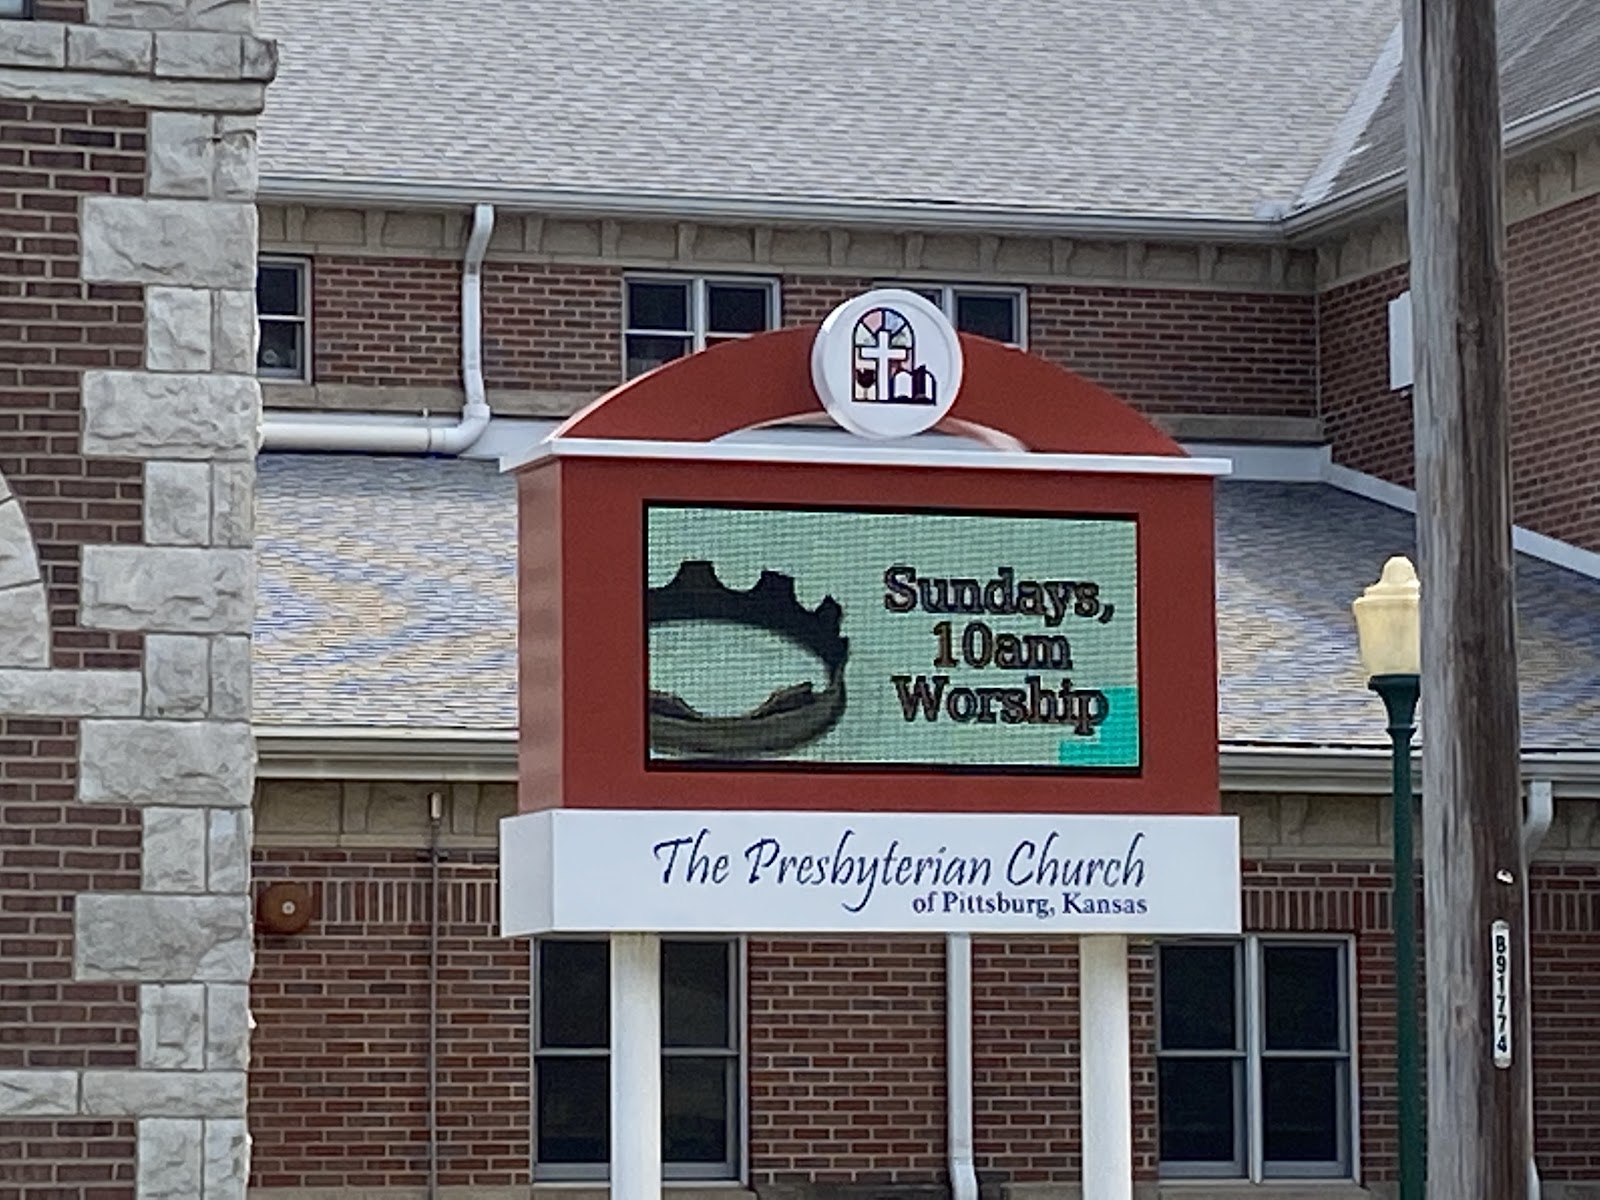 Sundays,
10am
Worship
The Presbyterian Church
of Pittsburg, Kansas
B91774